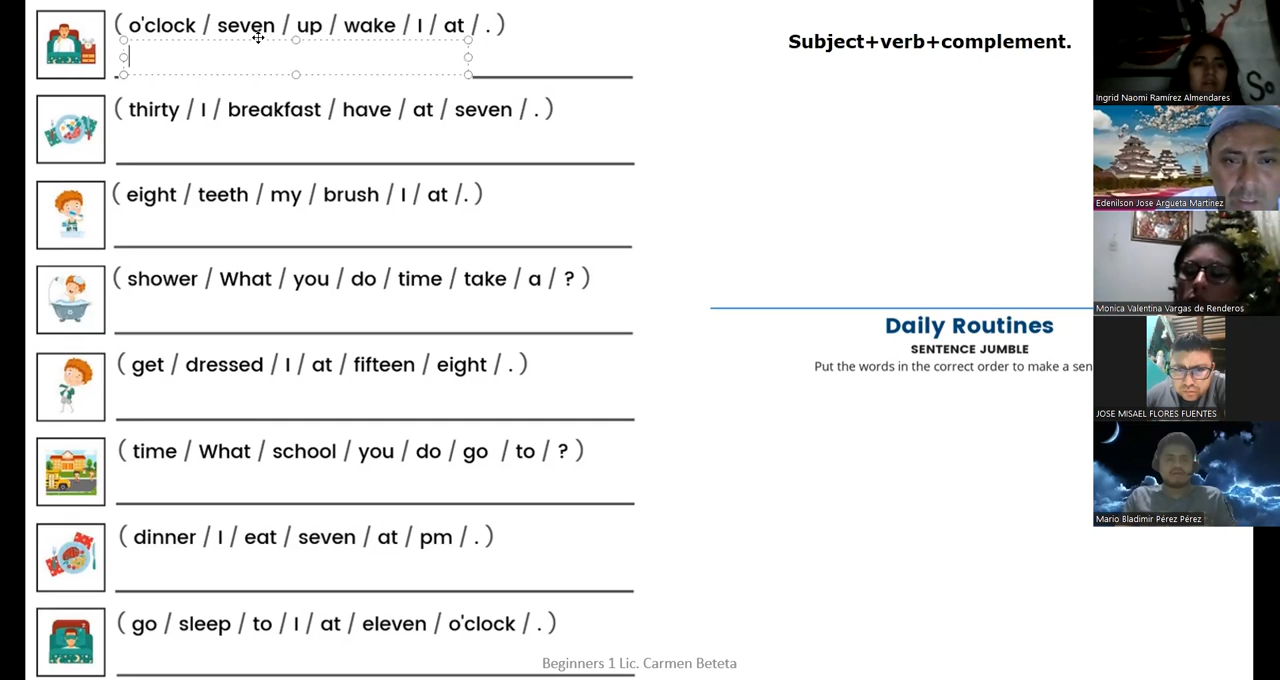 ( o'clock / seven / up / wake / I / at / . )
( thirty / I / breakfast / have / at / seven / . )
( eight / teeth / my / brush / I / at /. )
( shower / What / you / do / time / take / a / ? )
( get / dressed / I / at / fifteen / eight / . )
( time / What / school / you / do / go / to / ? )
( dinner / I / eat / seven / at / pm / . )
( go / sleep / to / I / at / eleven / o'clock / . )
Subject+verb+complement.
Daily Routines
SENTENCE JUMBLE
Put the words in the correct order to make a sen
Beginners 1 Lic. Carmen Beteta
So
Ingrid Naomi Ramírez Almendares
Edenilson Jose Argueta Martinez
Monica Valentina Vargas de Renderos
JOSE MISAEL FLORES FUENTES
Mario Bladimir Pérez Pérez